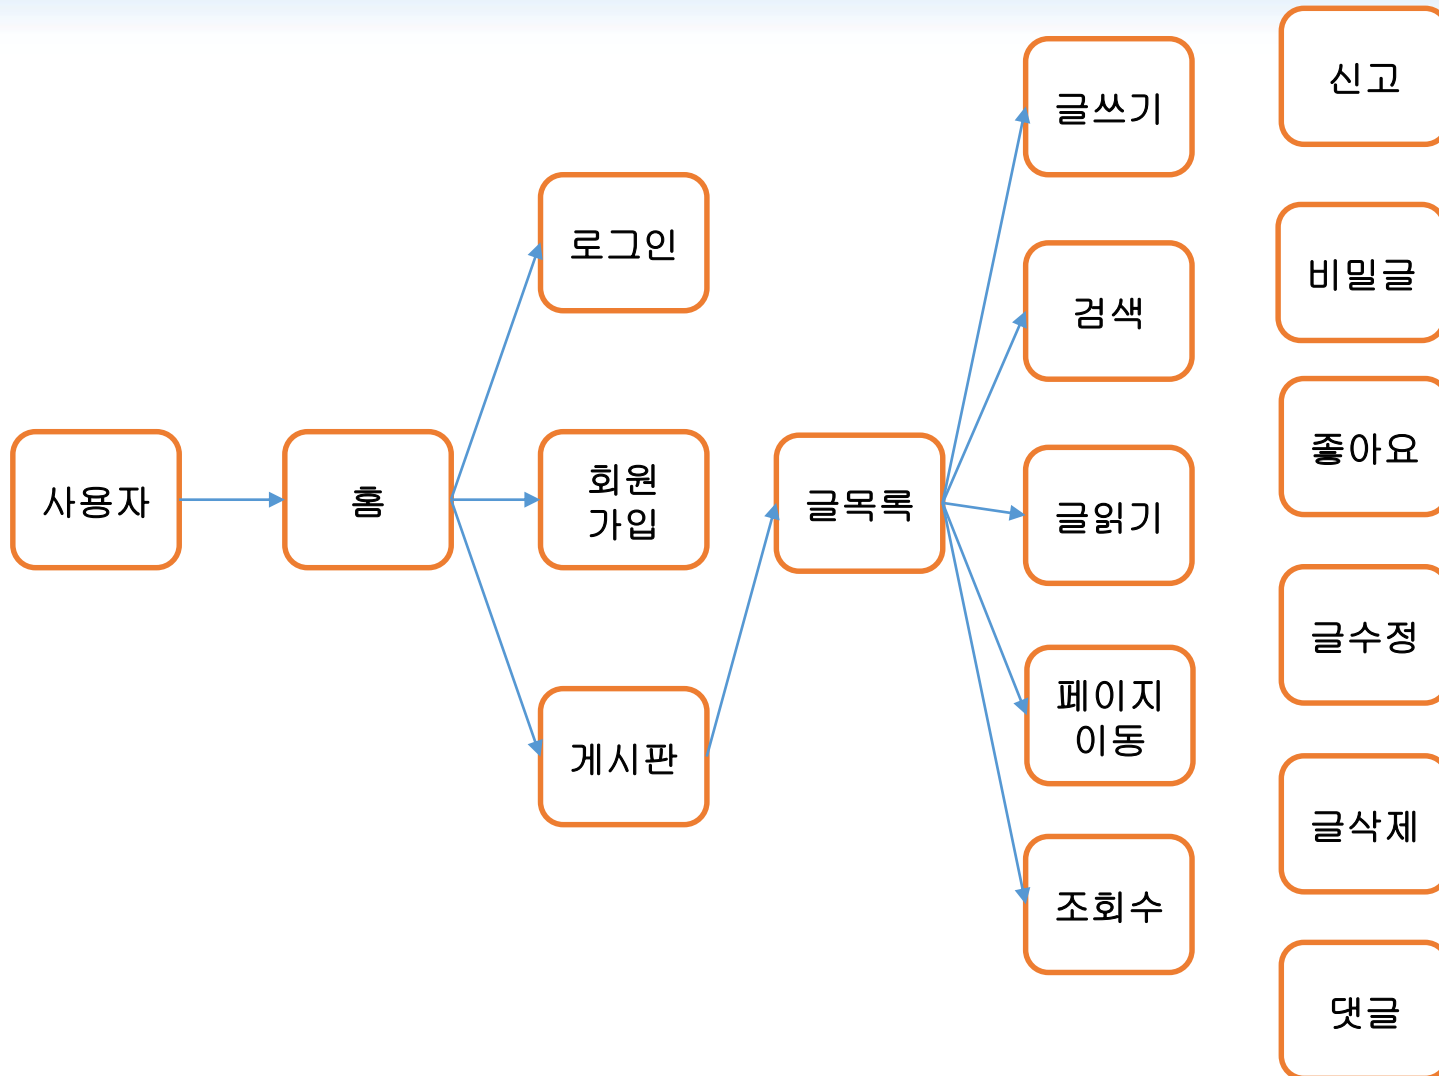 사용자
홈
로그인
회원
가입
게시판
글목록
글쓰기
검색
글읽기
페이지
이동
조회수
신고
비밀글
좋아요
글수정
글삭제
댓글